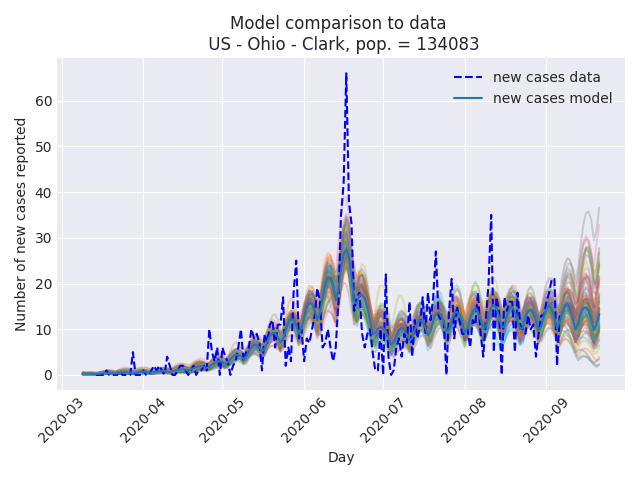 Model comparison to data
US - Ohio - Clark, pop. = 134083
new cases data
new cases model
Number of new cases reported
60
50
40
30
20
10
0
2020-03
2020-04
2020-05
2020-06
2020-07
2020-08
2020-09
Day